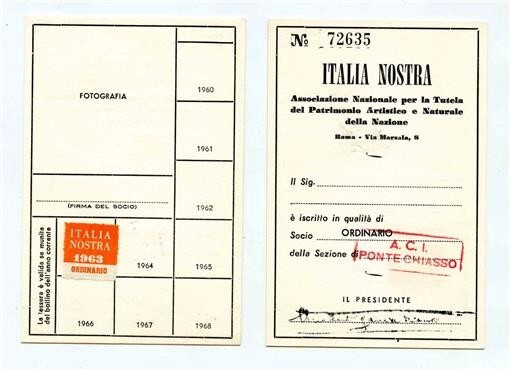 FOTOGRAFIA
1960
1961
(FIRMA DEL SOCIO)
1962
La tessera è valida se munita
del bollino dell'anno corrente
ITALIA
NOSTRA
1963
ORDINARIO
1964
1965
1966
1967
1968
No 72635
ITALIA NOSTRA
Associazione Nazionale per la Tutela
del Patrimonio Artistico e Naturale
della Nazione
Roma - Via Marsala, 8
Il Sig.
è iscritto in qualità di
Socio ORDINARIO
della Sezione di
A. C. I.
PONTE CHIASSO
IL PRESIDENTE